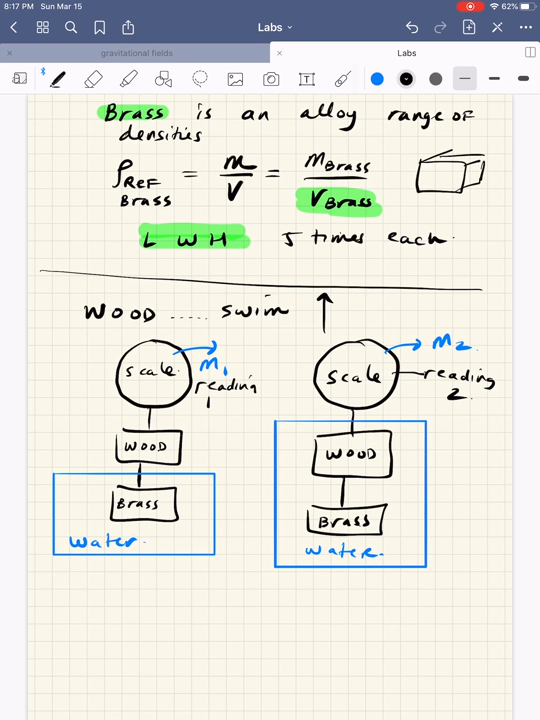 8:17 PM Sun Mar 15
62%
Labs
gravitational fields
Labs
T
Brass is an alloy range of
densities
ρREF Brass = m/V = mBrass/VBrass
L W H 5 times each.
WOOD ..... swim ↑
Scale
M1
reading
1
WOOD
Brass
Water.
Scale
M2
reading
2.
WOOD
Brass
Water.